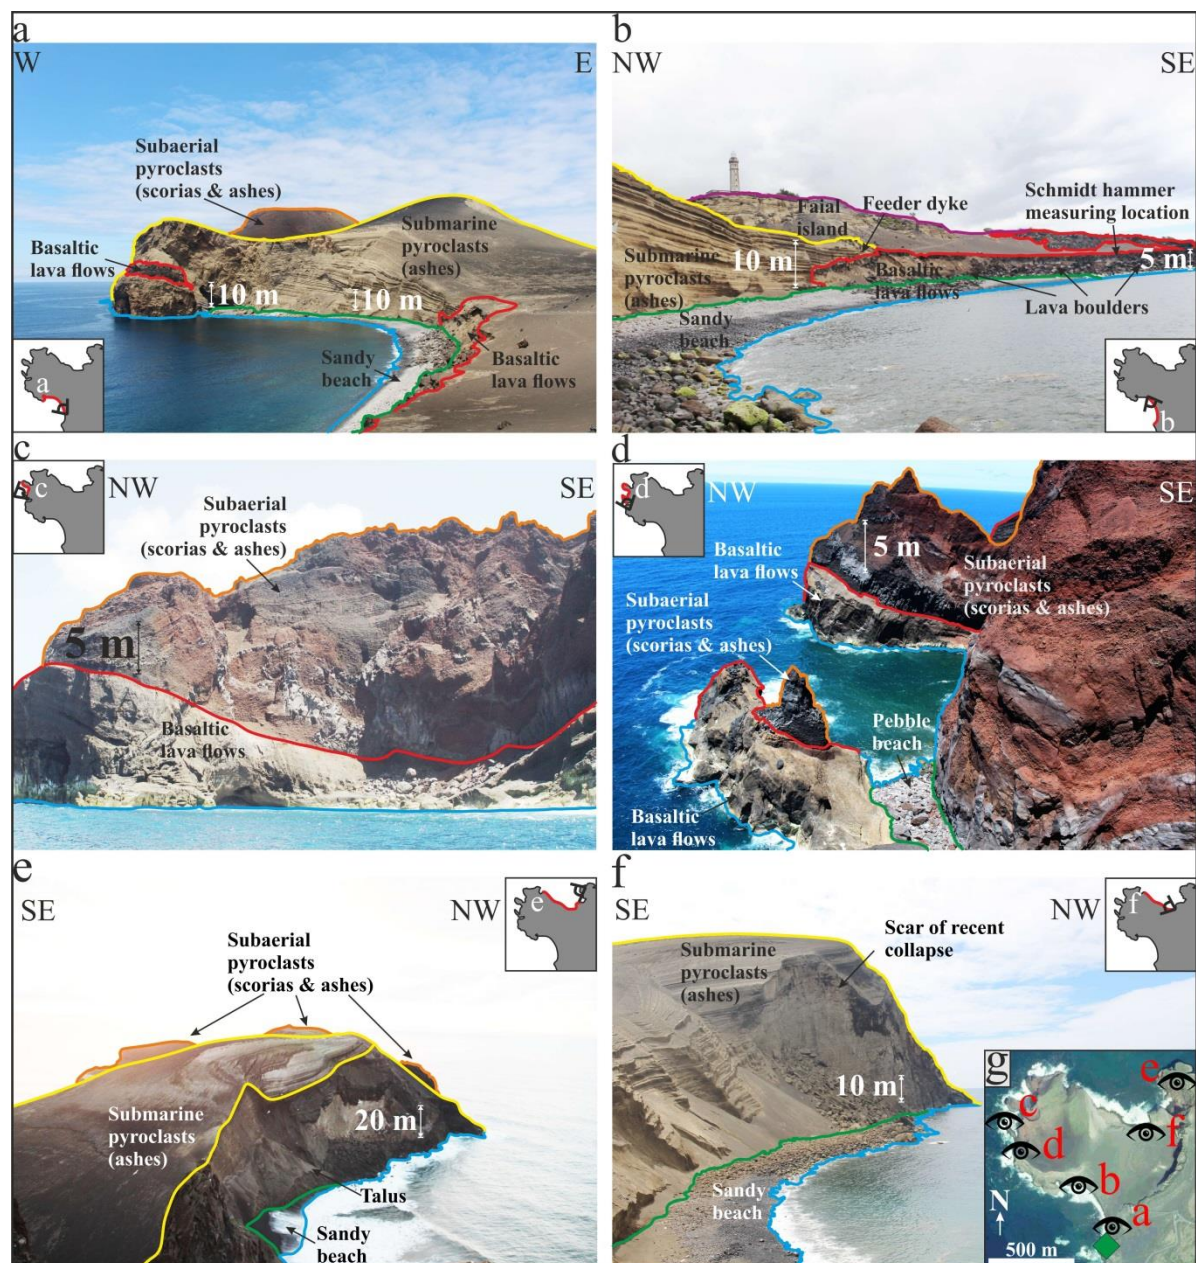 a
W
E
Subaerial
pyroclasts
(scorias & ashes)
Submarine
pyroclasts
(ashes)
Basaltic
lava flows
10 m
10 m
Sandy
beach
Basaltic
lava flows
a
b
NW
SE
Schmidt hammer
measuring location
Feeder dyke
Faial
island
Submarine
pyroclasts
(ashes)
10 m
Basaltic
lava flows
5 m
Lava boulders
Sandy
beach
b
c
c
NW
SE
Subaerial
pyroclasts
(scorias & ashes)
5 m
Basaltic
lava flows
d
d
NW
SE
5 m
Basaltic
lava flows
Subaerial
pyroclasts
(scorias & ashes)
Subaerial
pyroclasts
(scorias & ashes)
Pebble
beach
Basaltic
lava flows
e
SE
NW
e
Subaerial
pyroclasts
(scorias & ashes)
Submarine
pyroclasts
(ashes)
20 m
Talus
Sandy
beach
f
SE
NW
f
Scar of recent
collapse
Submarine
pyroclasts
(ashes)
10 m
Sandy
beach
g
e
c
f
d
b
N
a
500 m